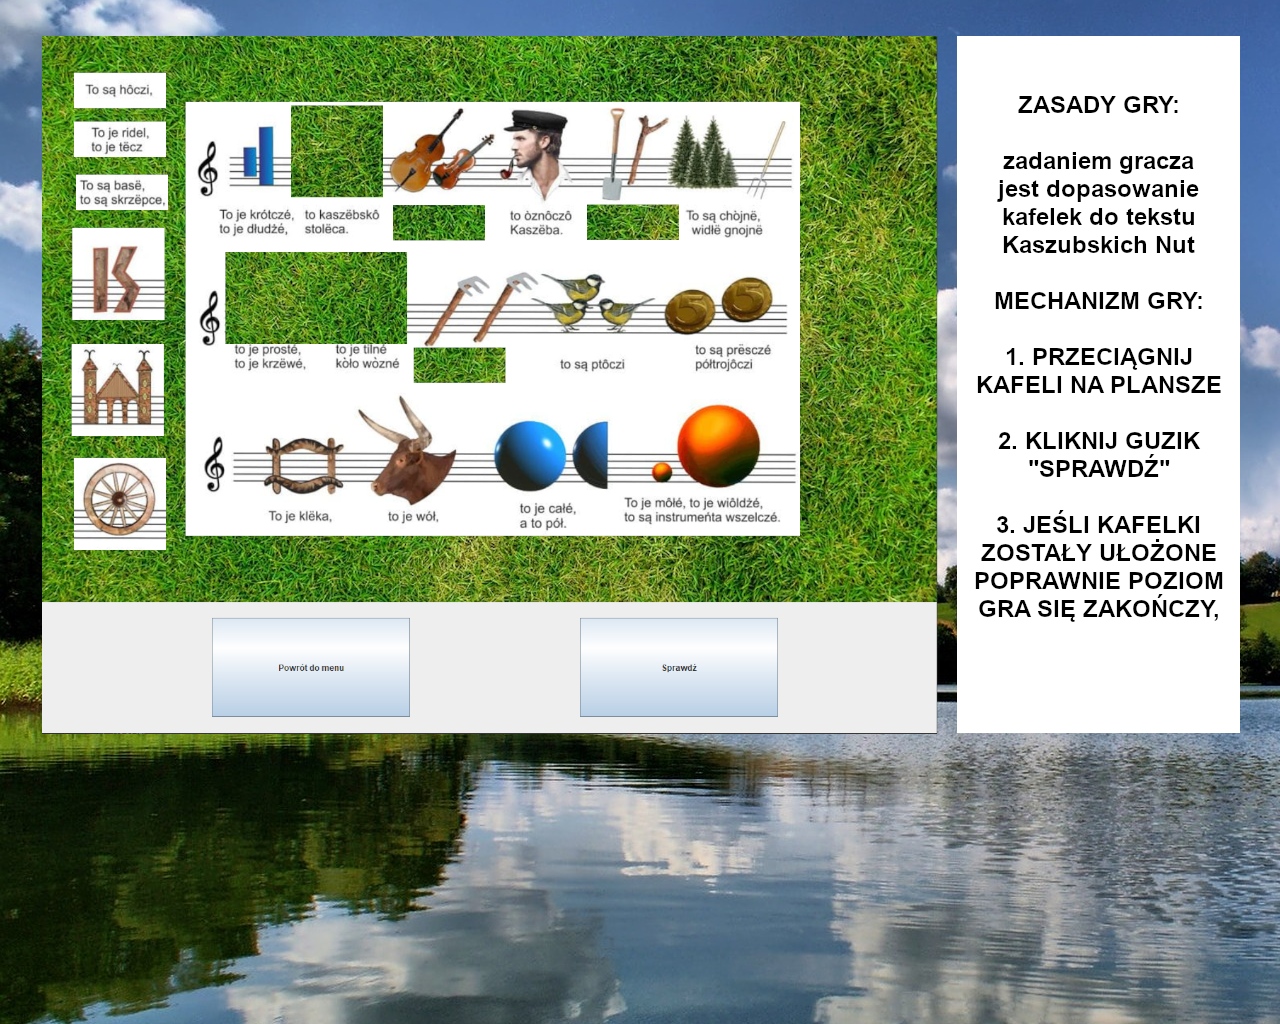 To są hôczi,
To je ridel,
to je tëcz
To są basë,
to są skrzëpce,
To je krótczé,
to je dłudżé,
to kaszëbskô
stolëca.
to òznôczô
Kaszëba.
To są chòjnë,
widłë gnojnë
to je prosté,
to je krzëwé,
to je tilné
kòło wòzné
to są ptôczi
to są prësczé
półtrojôczi
To je klëka,
to je wół,
to je całé,
a to pół.
To je môłé, to je wiôldżé,
to są instrumeńta wszelczé.
Powrót do menu
Sprawdź
ZASADY GRY:
zadaniem gracza
jest dopasowanie
kafelek do tekstu
Kaszubskich Nut
MECHANIZM GRY:
1. PRZECIĄGNIJ
KAFELI NA PLANSZE
2. KLIKNIJ GUZIK
"SPRAWDŹ"
3. JEŚLI KAFELKI
ZOSTAŁY UŁOŻONE
POPRAWNIE POZIOM
GRA SIĘ ZAKOŃCZY,